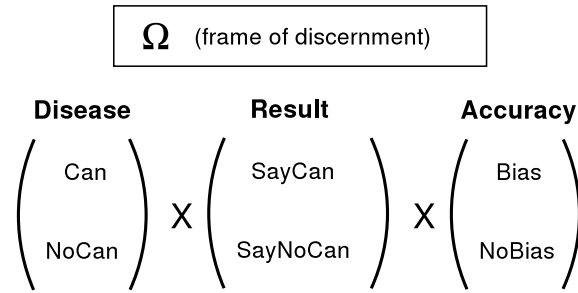 Ω (frame of discernment)
Disease Result Accuracy
Can SayCan Bias
X X
NoCan SayNoCan NoBias